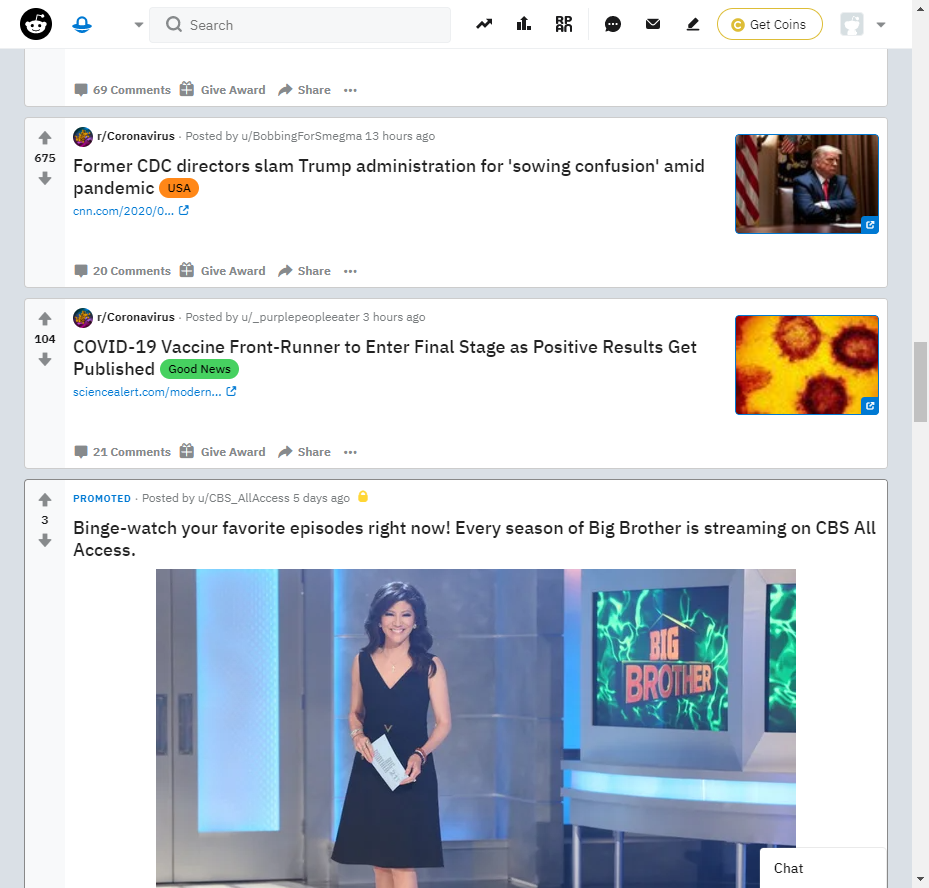 Search
Get Coins
69 Comments Give Award Share
675
r/Coronavirus · Posted by u/BobbingForSmegma 13 hours ago
Former CDC directors slam Trump administration for 'sowing confusion' amid
pandemic USA
cnn.com/2020/0...
20 Comments Give Award Share
104
r/Coronavirus · Posted by u/_purplepeopleeater 3 hours ago
COVID-19 Vaccine Front-Runner to Enter Final Stage as Positive Results Get
Published Good News
sciencealert.com/modern...
21 Comments Give Award Share
3
PROMOTED · Posted by u/CBS_AllAccess 5 days ago
Binge-watch your favorite episodes right now! Every season of Big Brother is streaming on CBS All
Access.
BIG
BROTHER
Chat